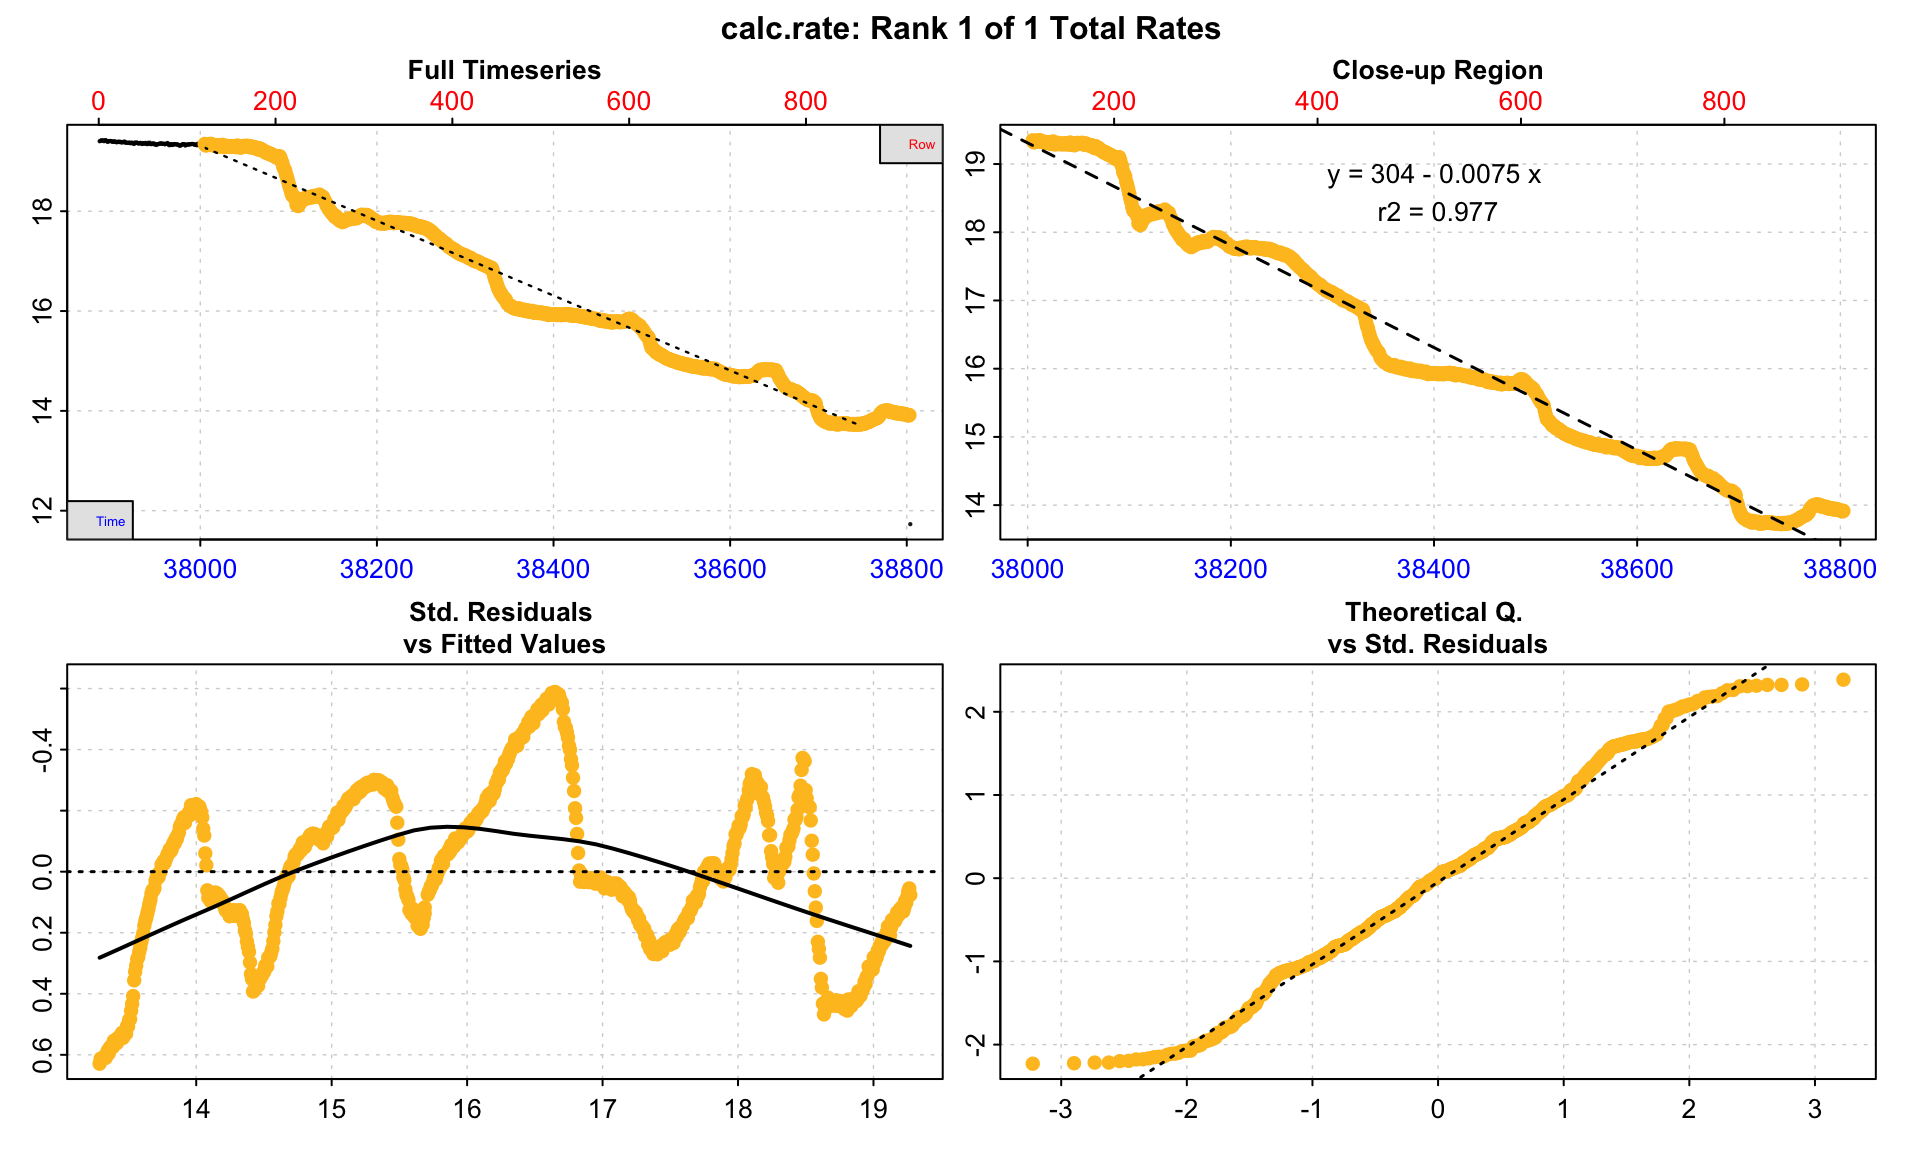 calc.rate: Rank 1 of 1 Total Rates
Full Timeseries
0 200 400 600 800
Row
18
16
14
12
Time
38000 38200 38400 38600 38800
Close-up Region
200 400 600 800
y = 304 - 0.0075 x
r2 = 0.977
19
18
17
16
15
14
38000 38200 38400 38600 38800
Std. Residuals
vs Fitted Values
-0.4
0.0
0.2
0.4
0.6
14 15 16 17 18 19
Theoretical Q.
vs Std. Residuals
2
1
0
-1
-2
-3 -2 -1 0 1 2 3